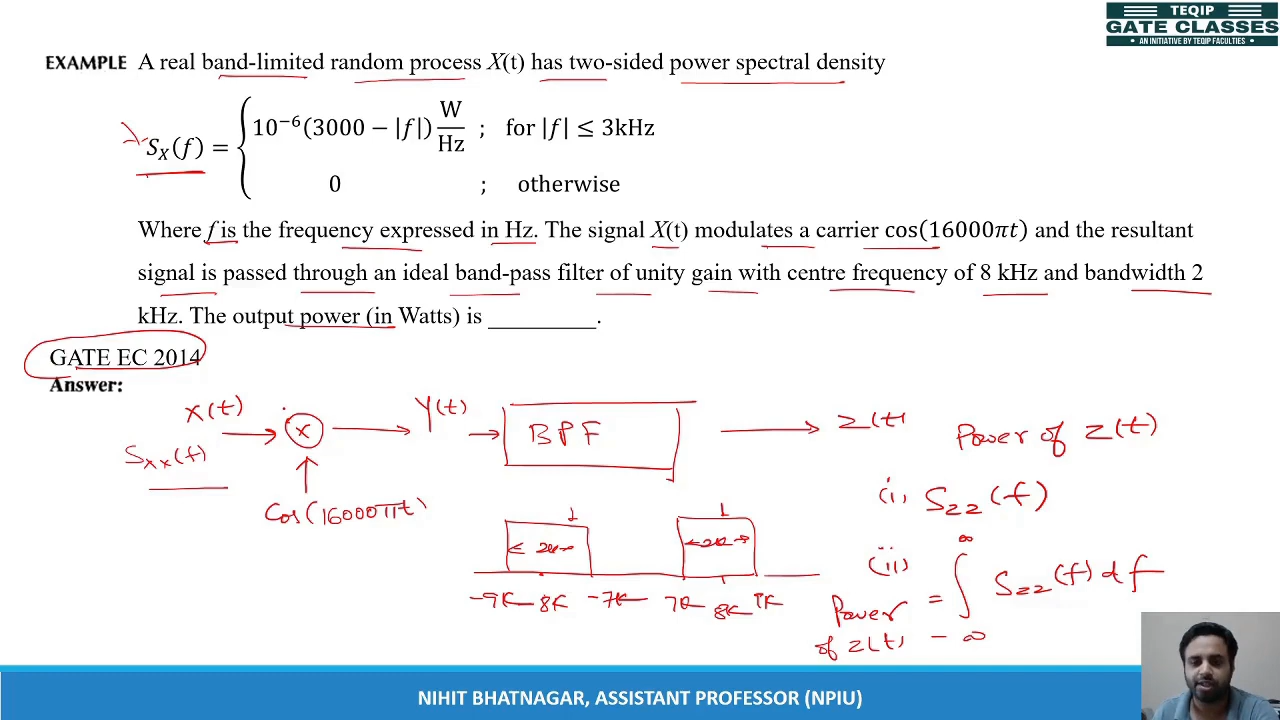 TEQIP
GATE CLASSES
• AN INITIATIVE BY TEQIP FACULTIES •
EXAMPLE A real band-limited random process X(t) has two-sided power spectral density
S_X(f) = { 10⁻⁶(3000 − |f|) W/Hz ; for |f| ≤ 3kHz
0 ; otherwise
Where f is the frequency expressed in Hz. The signal X(t) modulates a carrier cos(16000πt) and the resultant
signal is passed through an ideal band-pass filter of unity gain with centre frequency of 8 kHz and bandwidth 2
kHz. The output power (in Watts) is __________.
GATE EC 2014
Answer:
X(t)
S_XX(f)
×
Cos(16000πt)
Y(t)
BPF
Z(t)
Power of Z(t)
(i) S_ZZ(f)
(ii)
Power of Z(t) = ∫_{-∞}^{∞} S_ZZ(f) df
1
1
2K
2K
-9K 8K -7K 7K 8K 9K
NIHIT BHATNAGAR, ASSISTANT PROFESSOR (NPIU)